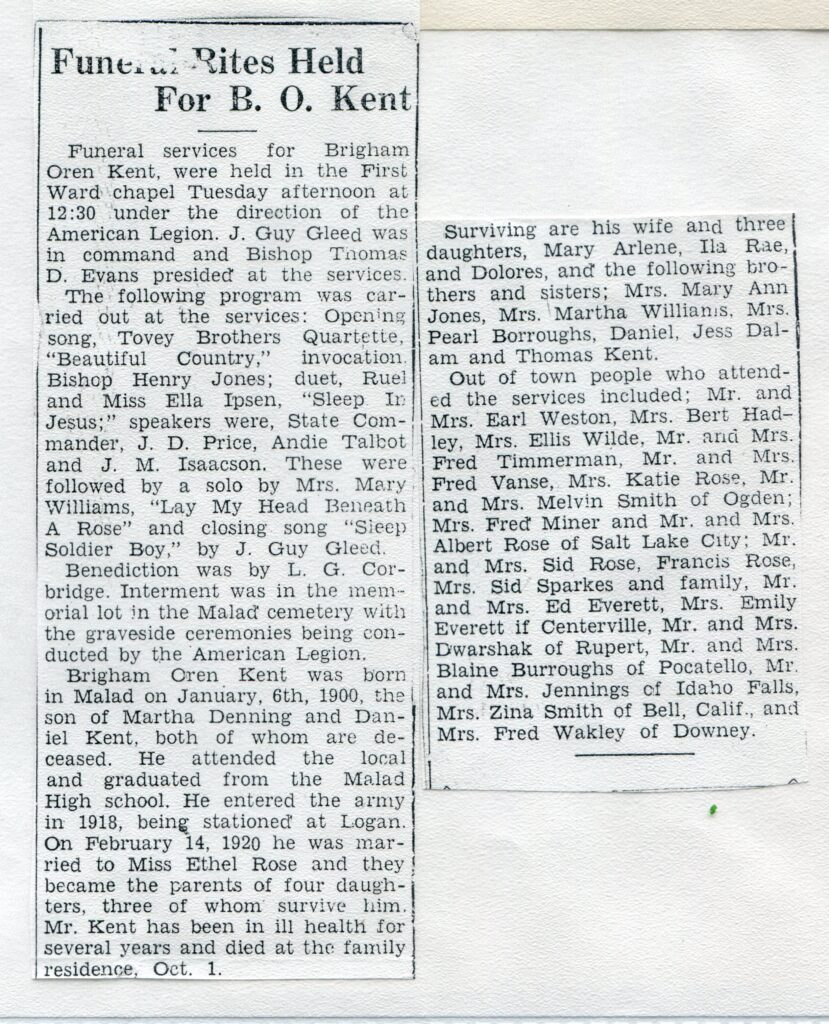 Funeral Rites Held
For B. O. Kent
Funeral services for Brigham
Oren Kent, were held in the First
Ward chapel Tuesday afternoon at
12:30 under the direction of the
American Legion. J. Guy Gleed was
in command and Bishop Thomas
D. Evans presided at the services.
The following program was car-
ried out at the services: Opening
song, Tovey Brothers Quartette,
"Beautiful Country," invocation.
Bishop Henry Jones; duet, Ruel
and Miss Ella Ipsen, "Sleep In
Jesus;" speakers were, State Com-
mander, J. D. Price, Andie Talbot
and J. M. Isaacson. These were
followed by a solo by Mrs. Mary
Williams, "Lay My Head Beneath
A Rose" and closing song "Sleep
Soldier Boy," by J. Guy Gleed.
Benediction was by L. G. Cor-
bridge. Interment was in the mem-
orial lot in the Malad cemetery with
the graveside ceremonies being con-
ducted by the American Legion.
Brigham Oren Kent was born
in Malad on January, 6th, 1900, the
son of Martha Denning and Dan-
iel Kent, both of whom are de-
ceased. He attended the local
and graduated from the Malad
High school. He entered the army
in 1918, being stationed at Logan.
On February 14, 1920 he was mar-
ried to Miss Ethel Rose and they
became the parents of four daugh-
ters, three of whom survive him.
Mr. Kent has been in ill health for
several years and died at the family
residence, Oct. 1.
Surviving are his wife and three
daughters, Mary Arlene, Ila Rae,
and Dolores, and the following bro-
thers and sisters; Mrs. Mary Ann
Jones, Mrs. Martha Williams, Mrs.
Pearl Borroughs, Daniel, Jess Dal-
am and Thomas Kent.
Out of town people who attend-
ed the services included; Mr. and
Mrs. Earl Weston, Mrs. Bert Had-
ley, Mrs. Ellis Wilde, Mr. and Mrs.
Fred Timmerman, Mr. and Mrs.
Fred Vanse, Mrs. Katie Rose, Mr.
and Mrs. Melvin Smith of Ogden;
Mrs. Fred Miner and Mr. and Mrs.
Albert Rose of Salt Lake City; Mr.
and Mrs. Sid Rose, Francis Rose,
Mrs. Sid Sparkes and family, Mr.
and Mrs. Ed Everett, Mrs. Emily
Everett if Centerville, Mr. and Mrs.
Dwarshak of Rupert, Mr. and Mrs.
Blaine Burroughs of Pocatello, Mr.
and Mrs. Jennings of Idaho Falls,
Mrs. Zina Smith of Bell, Calif., and
Mrs. Fred Wakley of Downey.